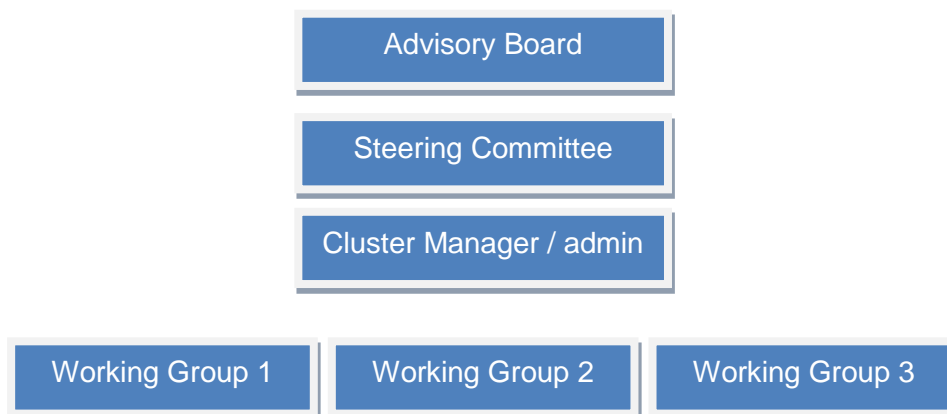 Advisory Board
Steering Committee
Cluster Manager / admin
Working Group 1
Working Group 2
Working Group 3